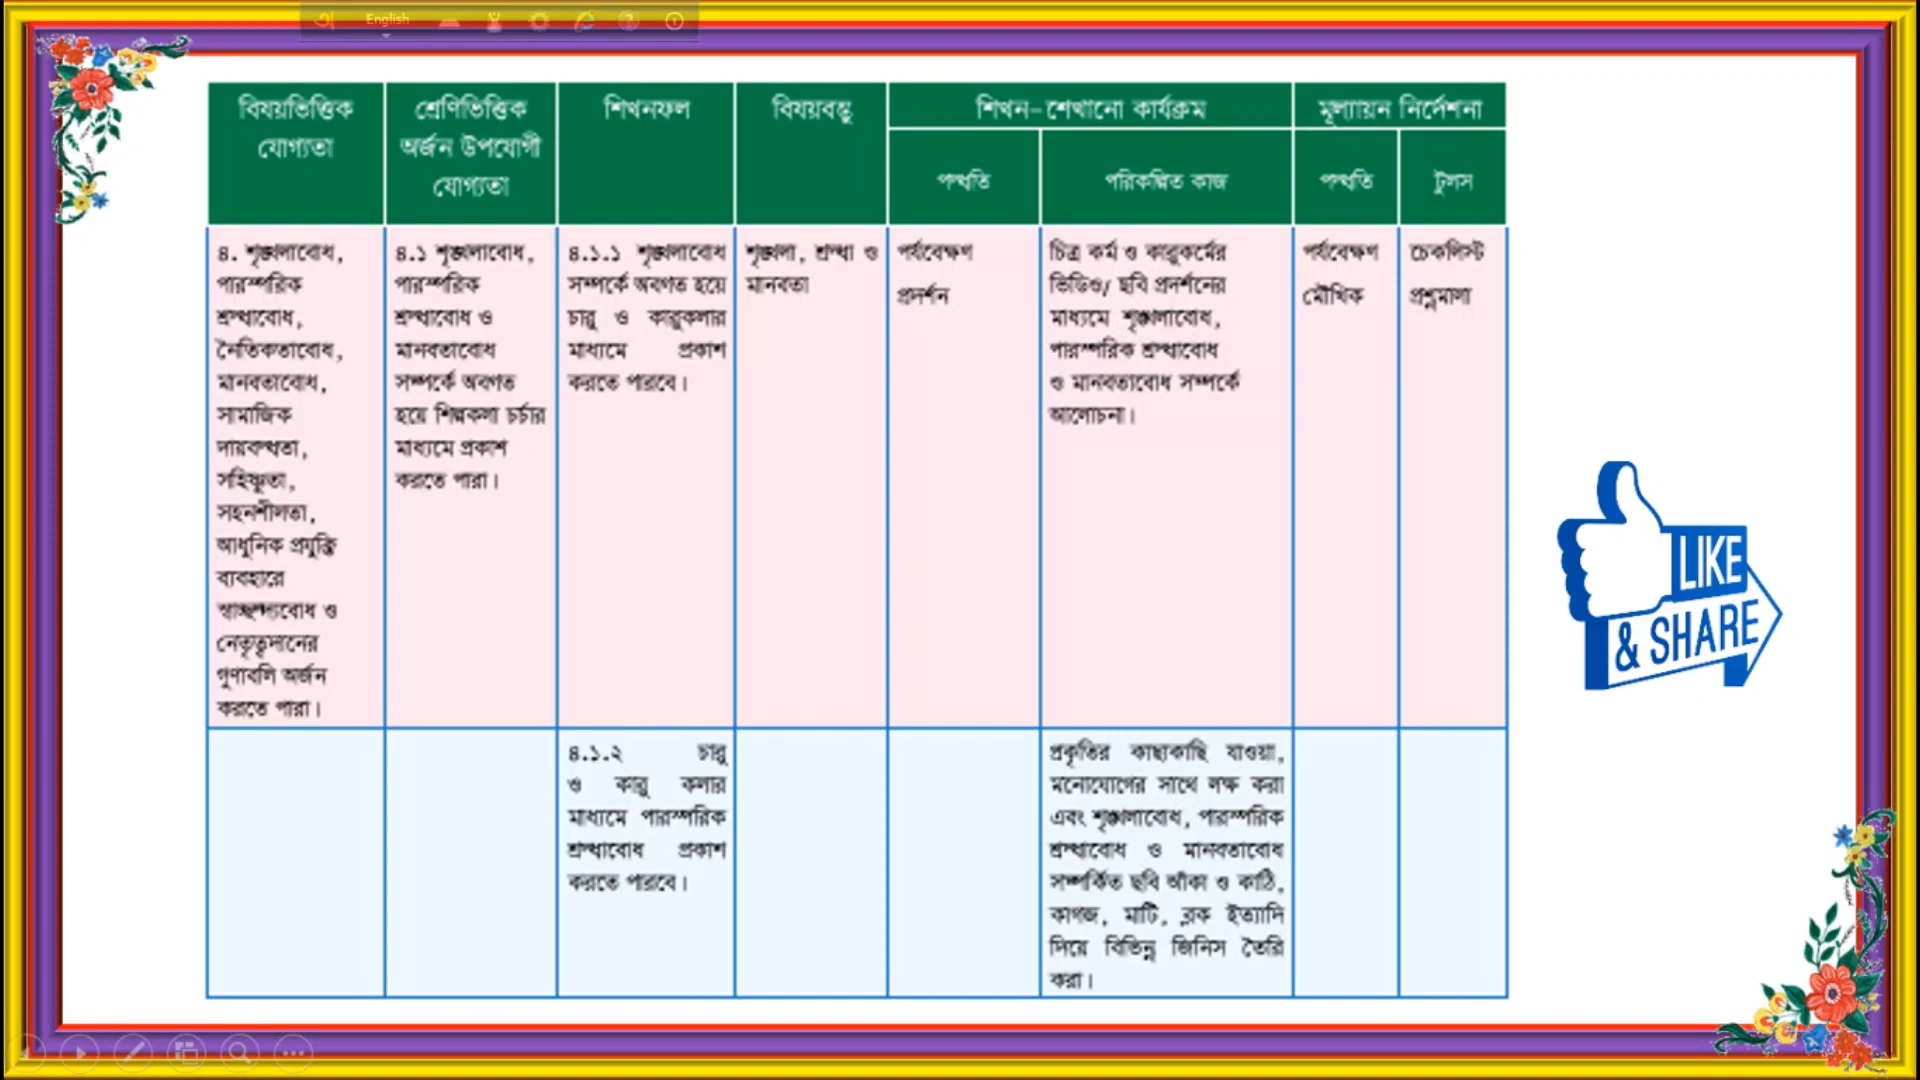 English
বিষয়ভিত্তিক
যোগ্যতা
শ্রেণিভিত্তিক
অর্জন উপযোগী
যোগ্যতা
শিখনফল
বিষয়বস্তু
শিখন-শেখানো কার্যক্রম
মূল্যায়ন নির্দেশনা
পদ্ধতি
পরিকল্পিত কাজ
পদ্ধতি
টুলস
৪. শৃঙ্খলাবোধ,
পারস্পরিক
শ্রদ্ধাবোধ,
নৈতিকতাবোধ,
মানবতাবোধ,
সামাজিক
দায়বদ্ধতা,
সহিষ্ণুতা,
সহনশীলতা,
আধুনিক প্রযুক্তি
ব্যবহারে
স্বাচ্ছন্দ্যবোধ ও
নেতৃত্বদানের
গুণাবলি অর্জন
করতে পারা।
৪.১ শৃঙ্খলাবোধ,
পারস্পরিক
শ্রদ্ধাবোধ ও
মানবতাবোধ
সম্পর্কে অবগত
হয়ে শিল্পকলা চর্চার
মাধ্যমে প্রকাশ
করতে পারা।
৪.১.১ শৃঙ্খলাবোধ
সম্পর্কে অবগত হয়ে
চারু ও কারুকলার
মাধ্যমে প্রকাশ
করতে পারবে।
শৃঙ্খলা, শ্রদ্ধা ও
মানবতা
পর্যবেক্ষণ
প্রদর্শন
চিত্র কর্ম ও কারুকর্মের
ভিডিও/ ছবি প্রদর্শনের
মাধ্যমে শৃঙ্খলাবোধ,
পারস্পরিক শ্রদ্ধাবোধ
ও মানবতাবোধ সম্পর্কে
আলোচনা।
পর্যবেক্ষণ
মৌখিক
চেকলিস্ট
প্রশ্নমালা
৪.১.২ চারু
ও কারু কলার
মাধ্যমে পারস্পরিক
শ্রদ্ধাবোধ প্রকাশ
করতে পারবে।
প্রকৃতির কাছাকাছি যাওয়া,
মনোযোগের সাথে লক্ষ করা
এবং শৃঙ্খলাবোধ, পারস্পরিক
শ্রদ্ধাবোধ ও মানবতাবোধ
সম্পর্কিত ছবি আঁকা ও কাঠি,
কাগজ, মাটি, ব্লক ইত্যাদি
দিয়ে বিভিন্ন জিনিস তৈরি
করা।
LIKE
& SHARE